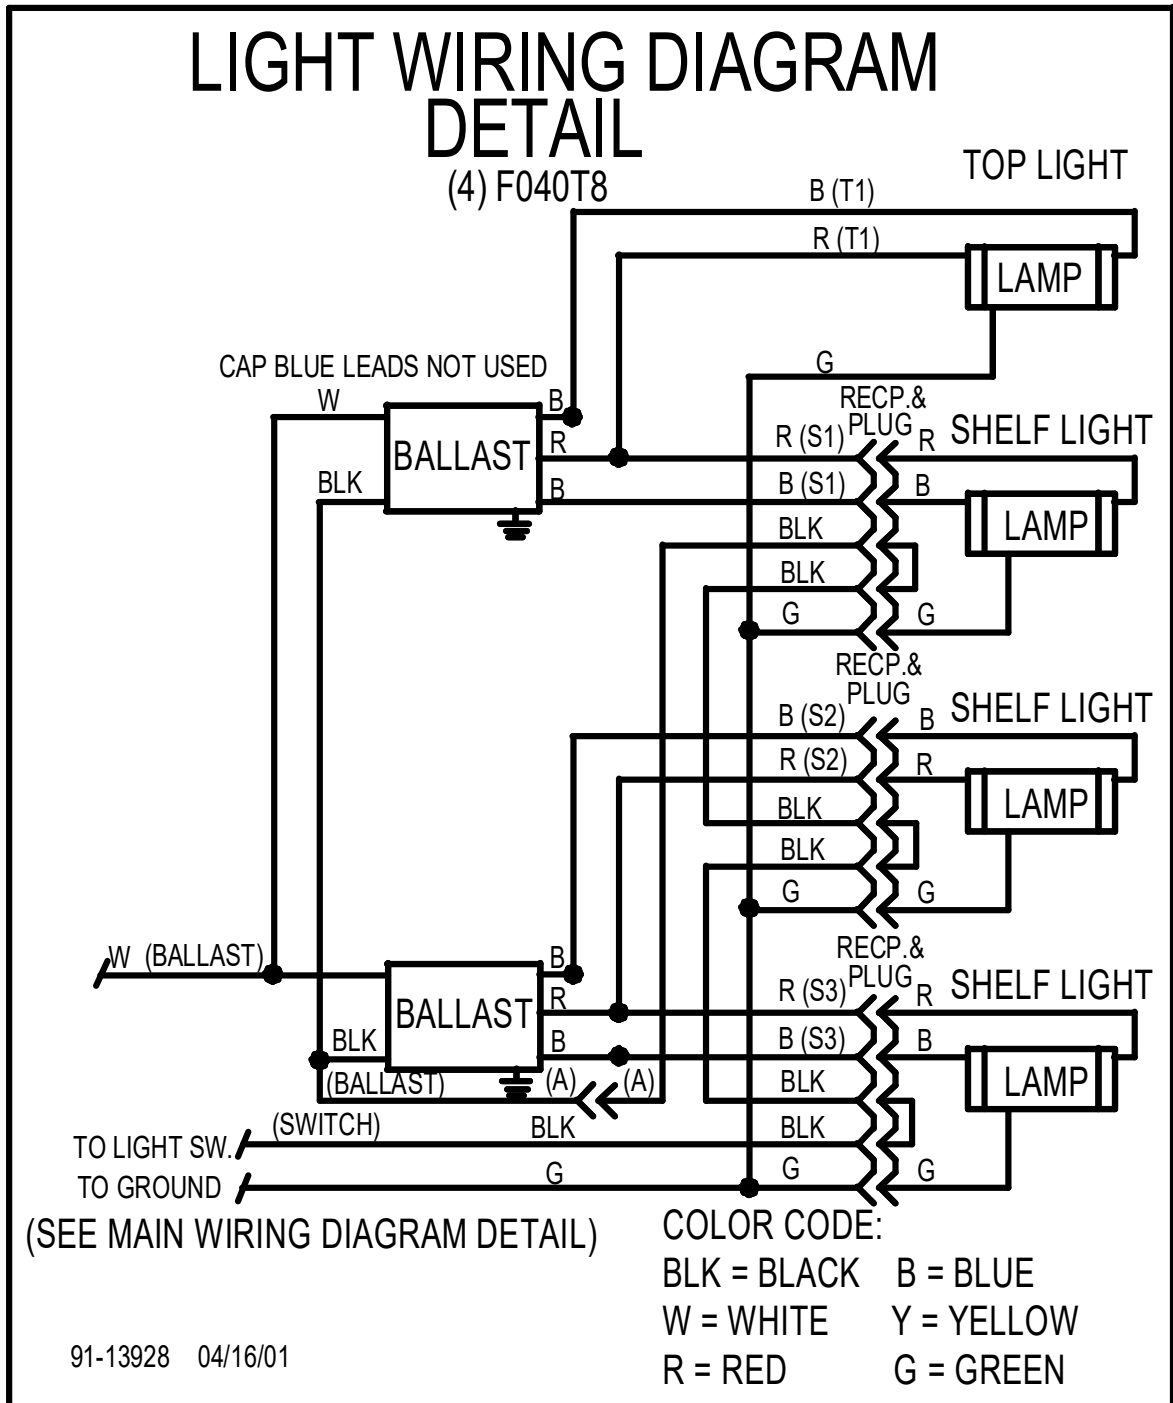 LIGHT WIRING DIAGRAM
DETAIL
(4) F040T8
TOP LIGHT
B (T1)
R (T1)
LAMP
G
CAP BLUE LEADS NOT USED
W
BALLAST
B
R
B
BLK
RECP.&
PLUG
SHELF LIGHT
R (S1)
R
B (S1)
B
LAMP
BLK
BLK
G
G
RECP.&
PLUG
SHELF LIGHT
B (S2)
B
R (S2)
R
LAMP
BLK
BLK
G
G
W (BALLAST)
BALLAST
B
R
B
BLK
(BALLAST)
(A)
(A)
RECP.&
PLUG
SHELF LIGHT
R (S3)
R
B (S3)
B
LAMP
BLK
(SWITCH)
BLK
BLK
TO LIGHT SW.
TO GROUND
G
G
G
(SEE MAIN WIRING DIAGRAM DETAIL)
COLOR CODE:
BLK = BLACK B = BLUE
W = WHITE Y = YELLOW
R = RED G = GREEN
91-13928 04/16/01